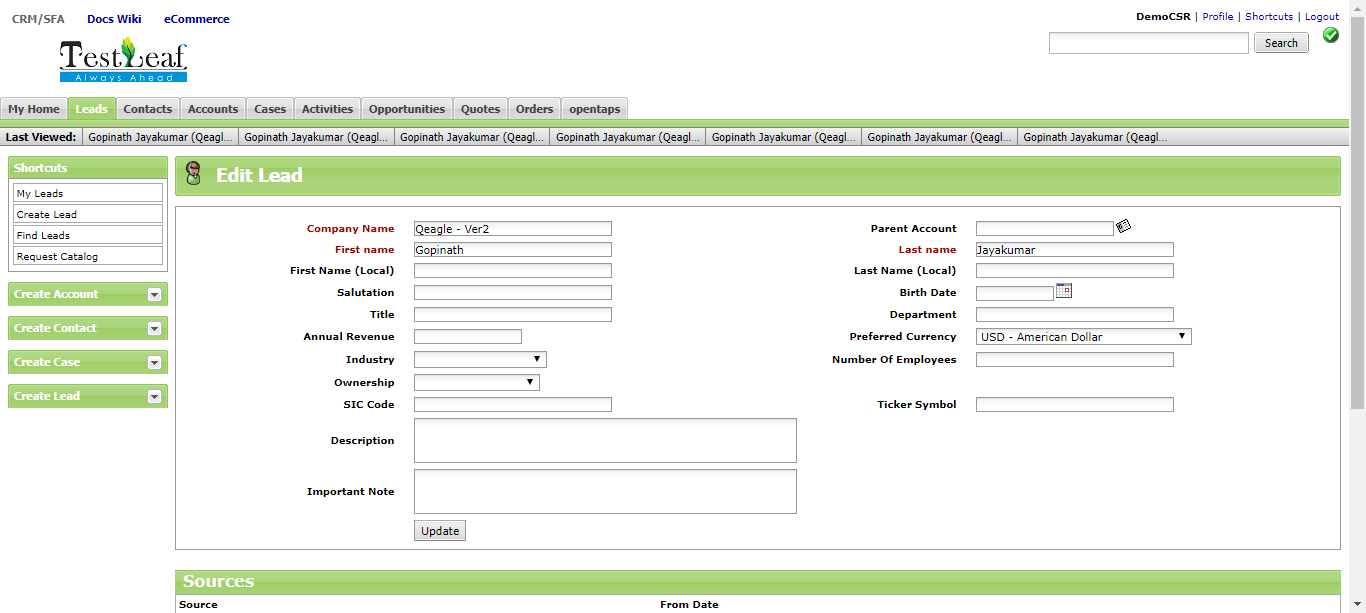 CRM/SFA Docs Wiki eCommerce
DemoCSR | Profile | Shortcuts | Logout
Search
TestLeaf
Always Ahead
My Home Leads Contacts Accounts Cases Activities Opportunities Quotes Orders opentaps
Last Viewed: Gopinath Jayakumar (Qeagl... Gopinath Jayakumar (Qeagl... Gopinath Jayakumar (Qeagl... Gopinath Jayakumar (Qeagl... Gopinath Jayakumar (Qeagl... Gopinath Jayakumar (Qeagl... Gopinath Jayakumar (Qeagl...
Shortcuts
My Leads
Create Lead
Find Leads
Request Catalog
Create Account
Create Contact
Create Case
Create Lead
Edit Lead
Company Name Qeagle - Ver2 Parent Account
First name Gopinath Last name Jayakumar
First Name (Local) Last Name (Local)
Salutation Birth Date
Title Department
Annual Revenue Preferred Currency USD - American Dollar
Industry Number Of Employees
Ownership
SIC Code Ticker Symbol
Description
Important Note
Update
Sources
Source From Date